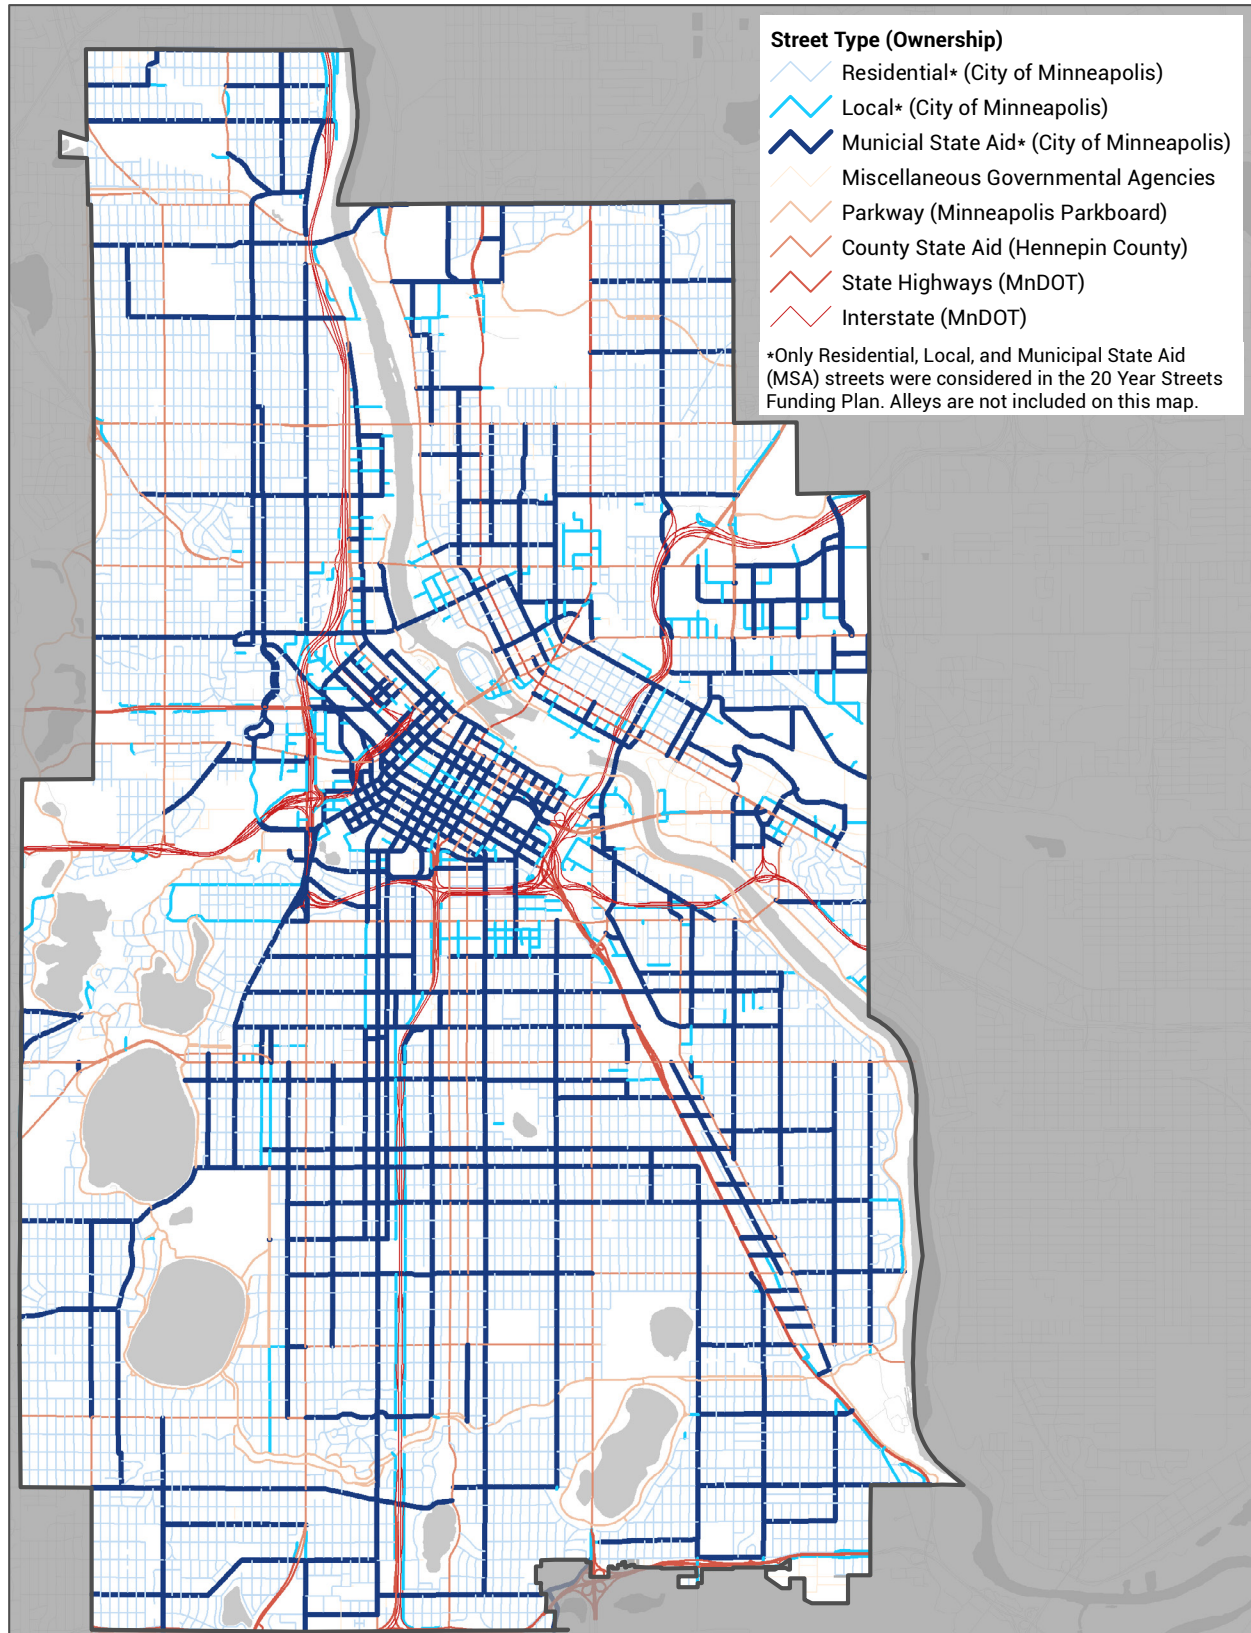 Street Type (Ownership)
Residential* (City of Minneapolis)
Local* (City of Minneapolis)
Municial State Aid* (City of Minneapolis)
Miscellaneous Governmental Agencies
Parkway (Minneapolis Parkboard)
County State Aid (Hennepin County)
State Highways (MnDOT)
Interstate (MnDOT)
*Only Residential, Local, and Municipal State Aid
(MSA) streets were considered in the 20 Year Streets
Funding Plan. Alleys are not included on this map.